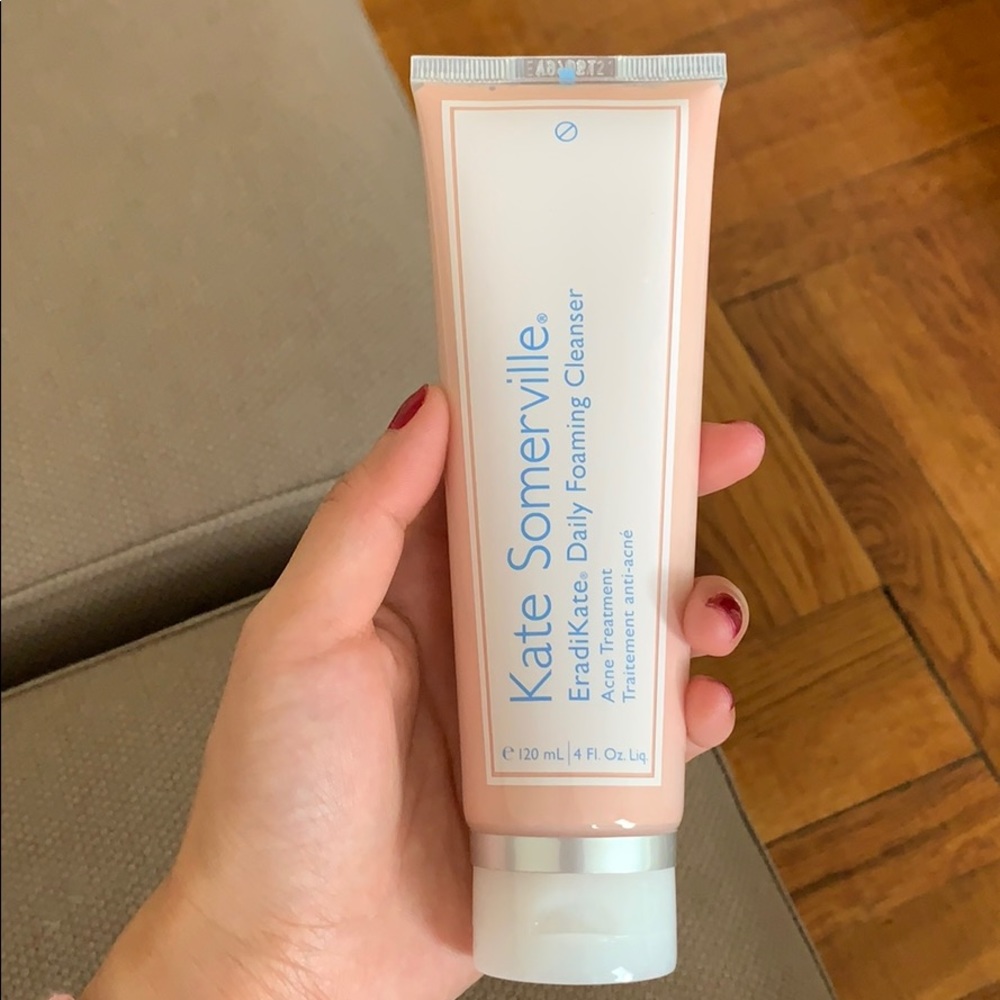 Kate Somerville®
EradiKate® Daily Foaming Cleanser
Acne Treatment
Traitement anti-acné
℮ 120 mL | 4 Fl. Oz. Liq.